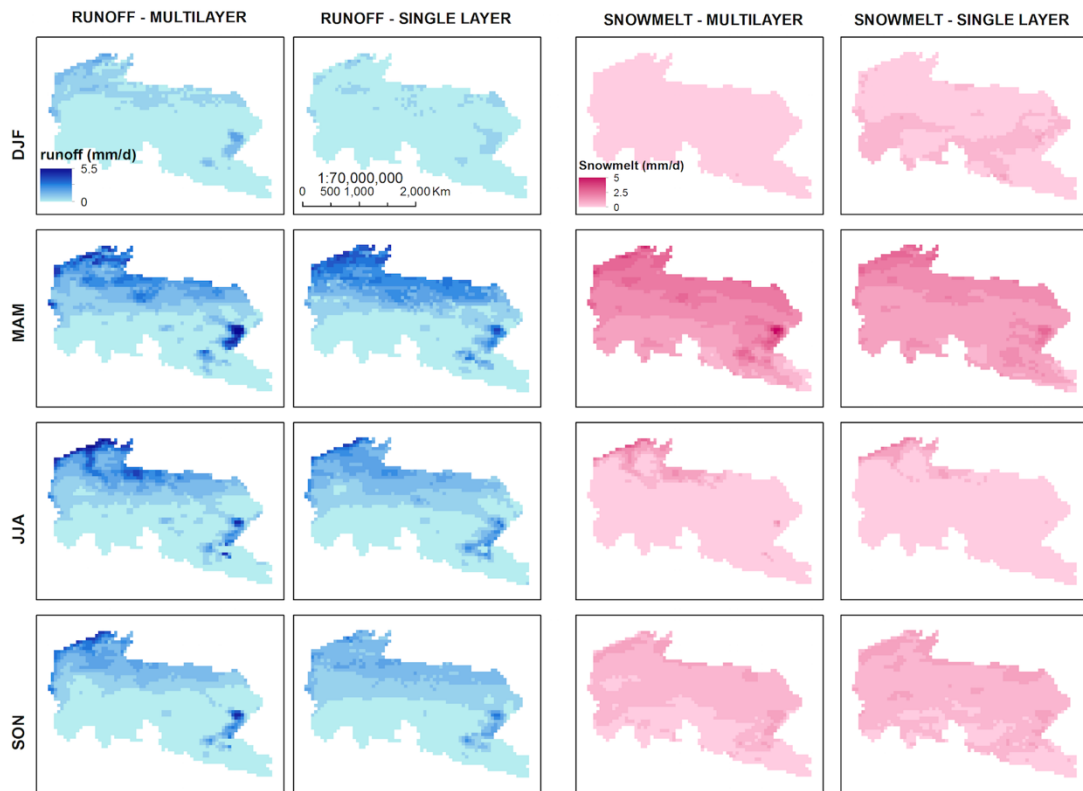 RUNOFF - MULTILAYER
RUNOFF - SINGLE LAYER
SNOWMELT - MULTILAYER
SNOWMELT - SINGLE LAYER
DJF
runoff (mm/d)
5.5
0
1:70,000,000
0 500 1,000 2,000 Km
Snowmelt (mm/d)
5
2.5
0
MAM
JJA
SON